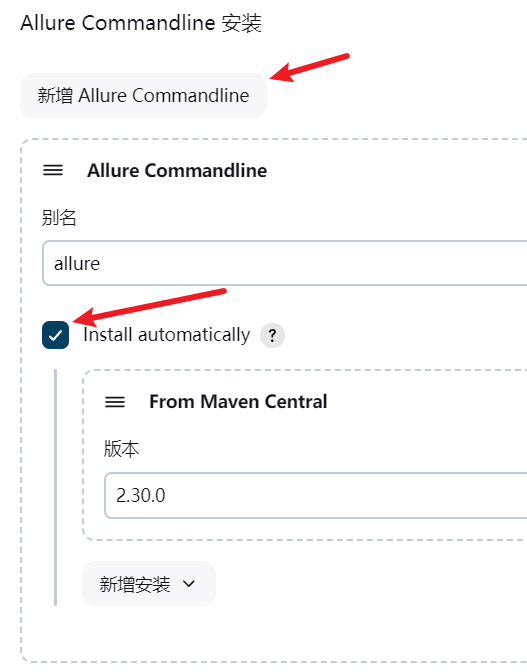 Allure Commandline 安装
新增 Allure Commandline
Allure Commandline
别名
allure
Install automatically ?
From Maven Central
版本
2.30.0
新增安装